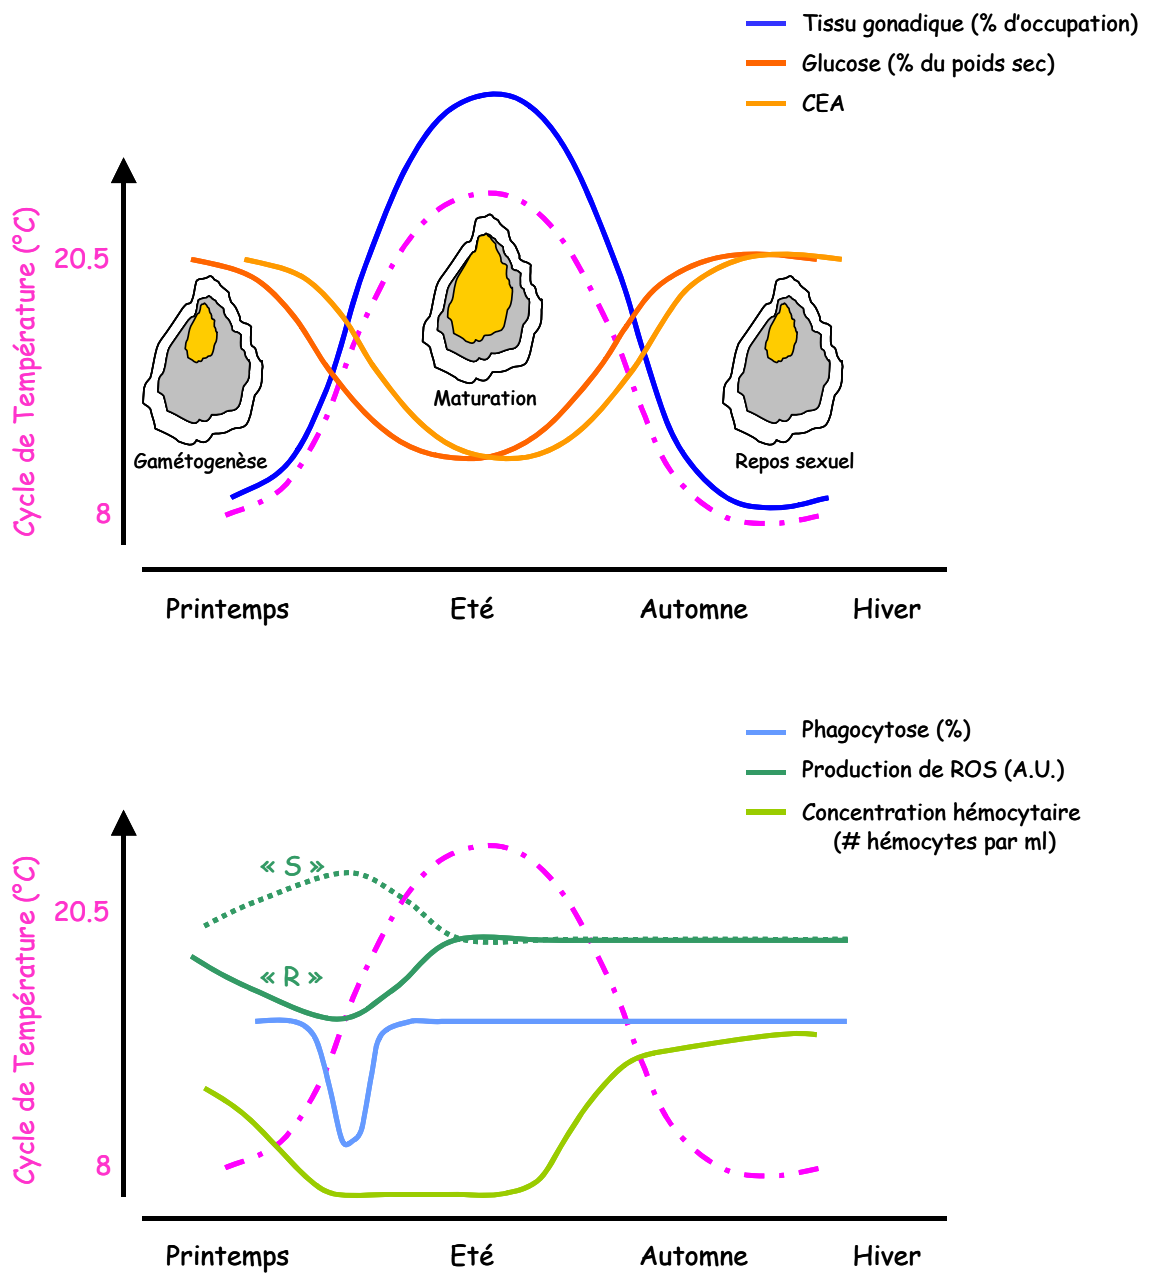 Tissu gonadique (% d’occupation)
Glucose (% du poids sec)
CEA
Cycle de Température (°C)
20.5
8
Gamétogenèse
Maturation
Repos sexuel
Printemps Eté Automne Hiver
Phagocytose (%)
Production de ROS (A.U.)
Concentration hémocytaire
(# hémocytes par ml)
Cycle de Température (°C)
20.5
8
« S »
« R »
Printemps Eté Automne Hiver